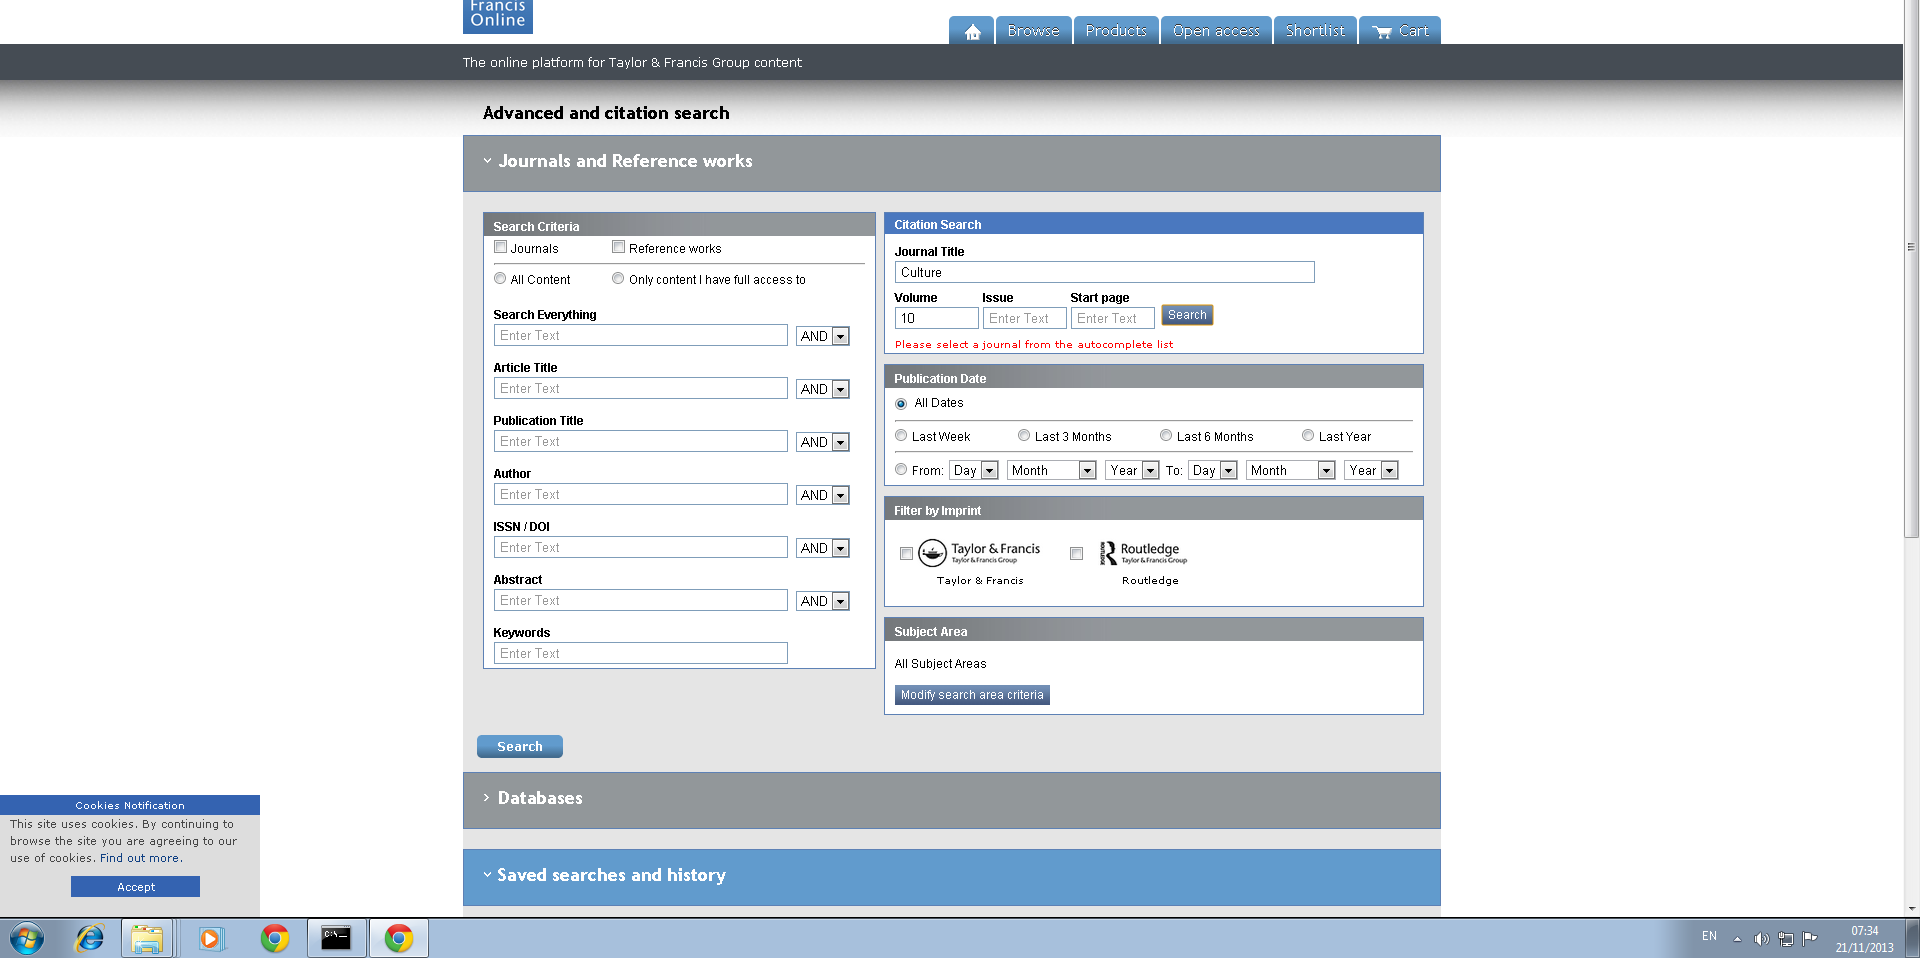 Francis
Online
Browse
Products
Open access
Shortlist
Cart
The online platform for Taylor & Francis Group content
Advanced and citation search
Journals and Reference works
Search Criteria
Journals
Reference works
All Content
Only content I have full access to
Search Everything
Enter Text
AND
Article Title
Enter Text
AND
Publication Title
Enter Text
AND
Author
Enter Text
AND
ISSN / DOI
Enter Text
AND
Abstract
Enter Text
AND
Keywords
Enter Text
Citation Search
Journal Title
Culture
Volume Issue Start page
10 Enter Text Enter Text Search
Please select a journal from the autocomplete list
Publication Date
All Dates
Last Week Last 3 Months Last 6 Months Last Year
From: Day Month Year To: Day Month Year
Filter by Imprint
Taylor & Francis
Taylor & Francis Group
Taylor & Francis
ROUTLEDGE
Routledge
Taylor & Francis Group
Routledge
Subject Area
All Subject Areas
Modify search area criteria
Search
Databases
Saved searches and history
Cookies Notification
This site uses cookies. By continuing to
browse the site you are agreeing to our
use of cookies. Find out more.
Accept
C:\_
EN
07:34
21/11/2013